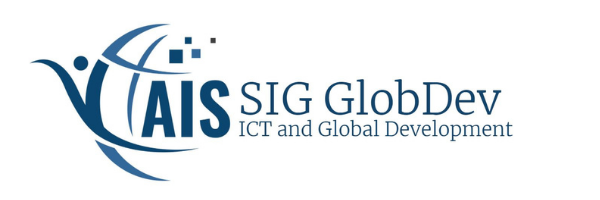 AIS SIG GlobDev
ICT and Global Development